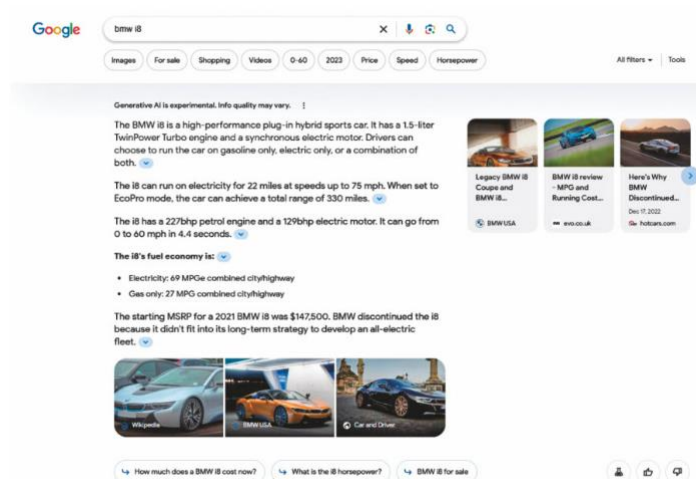 Google
bmw i8
Images For sale Shopping Videos 0-60 2023 Price Speed Horsepower All filters Tools
Generative AI is experimental. Info quality may vary.
The BMW i8 is a high-performance plug-in hybrid sports car. It has a 1.5-liter
TwinPower Turbo engine and a synchronous electric motor. Drivers can
choose to run the car on gasoline only, electric only, or a combination of
both.
The i8 can run on electricity for 22 miles at speeds up to 75 mph. When set to
EcoPro mode, the car can achieve a total range of 330 miles.
The i8 has a 227bhp petrol engine and a 129bhp electric motor. It can go from
0 to 60 mph in 4.4 seconds.
The i8's fuel economy is:
• Electricity: 69 MPGe combined city/highway
• Gas only: 27 MPG combined city/highway
The starting MSRP for a 2021 BMW i8 was $147,500. BMW discontinued the i8
because it didn't fit into its long-term strategy to develop an all-electric
fleet.
Wikipedia
BMW USA
Car and Driver
Legacy BMW i8
Coupe and
BMW i8...
BMW USA
BMW i8 review
- MPG and
Running Cost...
evo.co.uk
Here's Why
BMW
Discontinued...
Dec 17, 2022
hotcars.com
How much does a BMW i8 cost now? What is the i8 horsepower? BMW i8 for sale